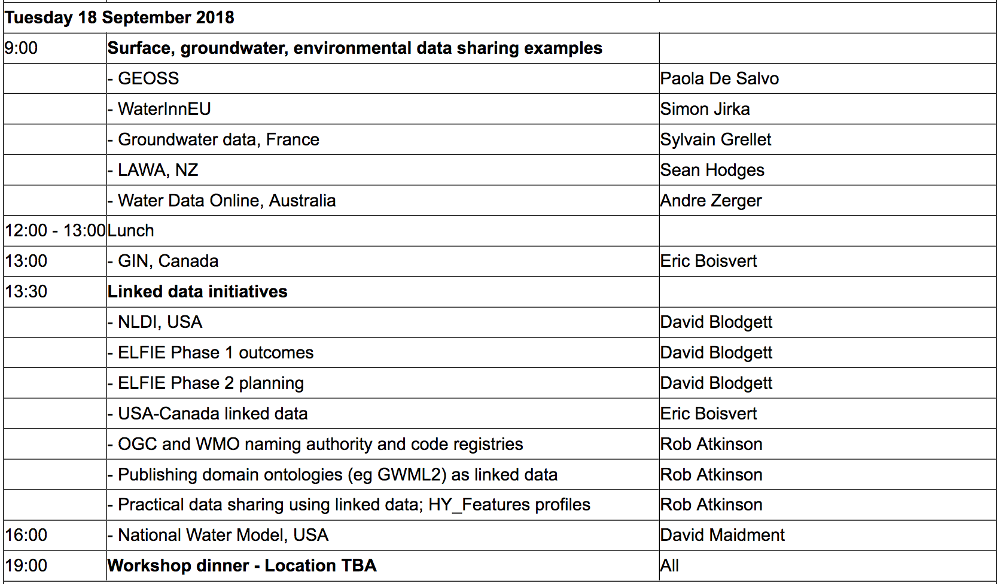 Tuesday 18 September 2018
9:00 Surface, groundwater, environmental data sharing examples
- GEOSS Paola De Salvo
- WaterInnEU Simon Jirka
- Groundwater data, France Sylvain Grellet
- LAWA, NZ Sean Hodges
- Water Data Online, Australia Andre Zerger
12:00 - 13:00 Lunch
13:00 - GIN, Canada Eric Boisvert
13:30 Linked data initiatives
- NLDI, USA David Blodgett
- ELFIE Phase 1 outcomes David Blodgett
- ELFIE Phase 2 planning David Blodgett
- USA-Canada linked data Eric Boisvert
- OGC and WMO naming authority and code registries Rob Atkinson
- Publishing domain ontologies (eg GWML2) as linked data Rob Atkinson
- Practical data sharing using linked data; HY_Features profiles Rob Atkinson
16:00 - National Water Model, USA David Maidment
19:00 Workshop dinner - Location TBA All